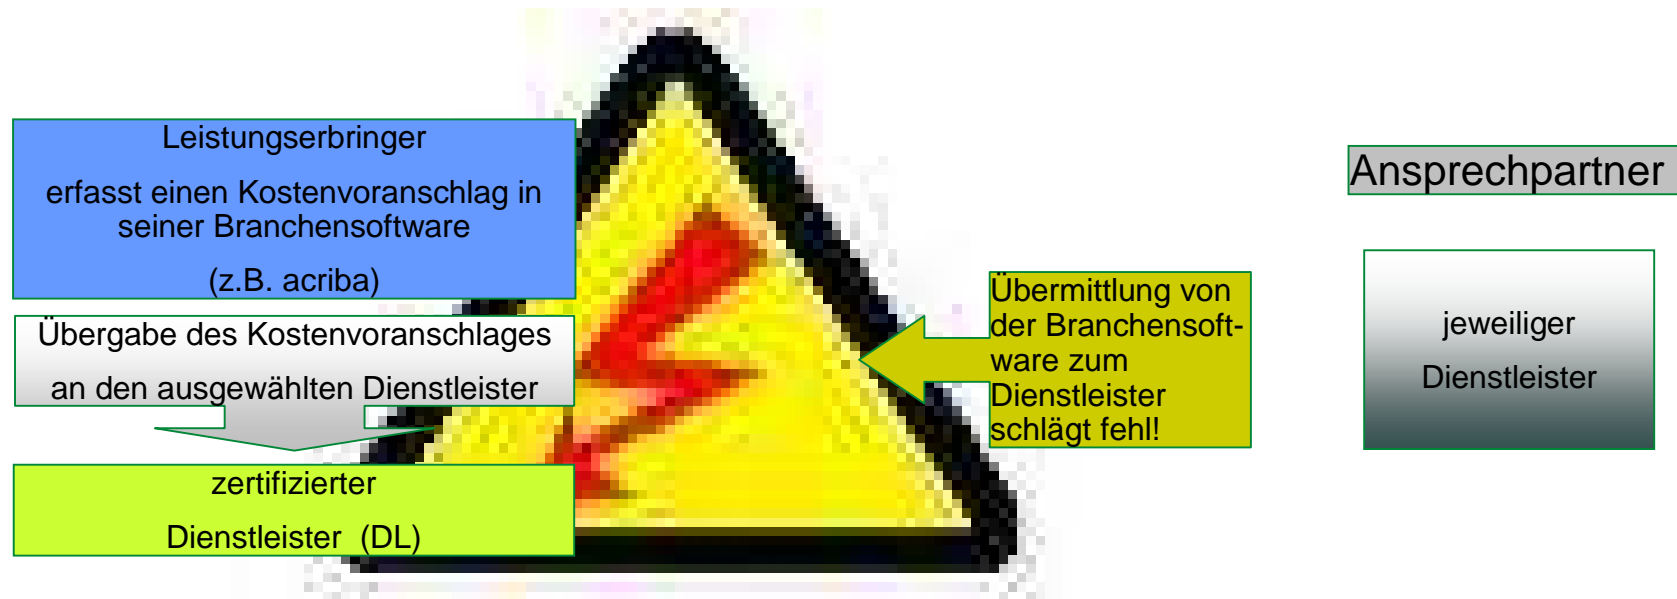 Leistungserbringer
erfasst einen Kostenvoranschlag in
seiner Branchensoftware
(z.B. acriba)
Übergabe des Kostenvoranschlages
an den ausgewählten Dienstleister
zertifizierter
Dienstleister (DL)
Übermittlung von
der Branchensoft-
ware zum
Dienstleister
schlägt fehl!
Ansprechpartner
jeweiliger
Dienstleister